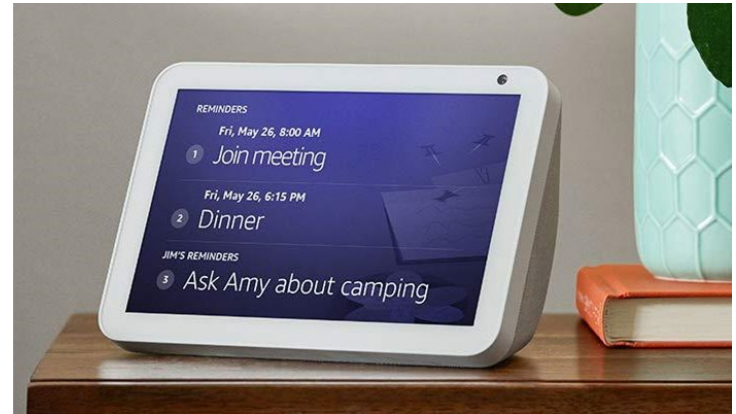 REMINDERS
Fri, May 26, 8:00 AM
1 Join meeting
Fri, May 26, 6:15 PM
2 Dinner
JIM'S REMINDERS
3 Ask Amy about camping